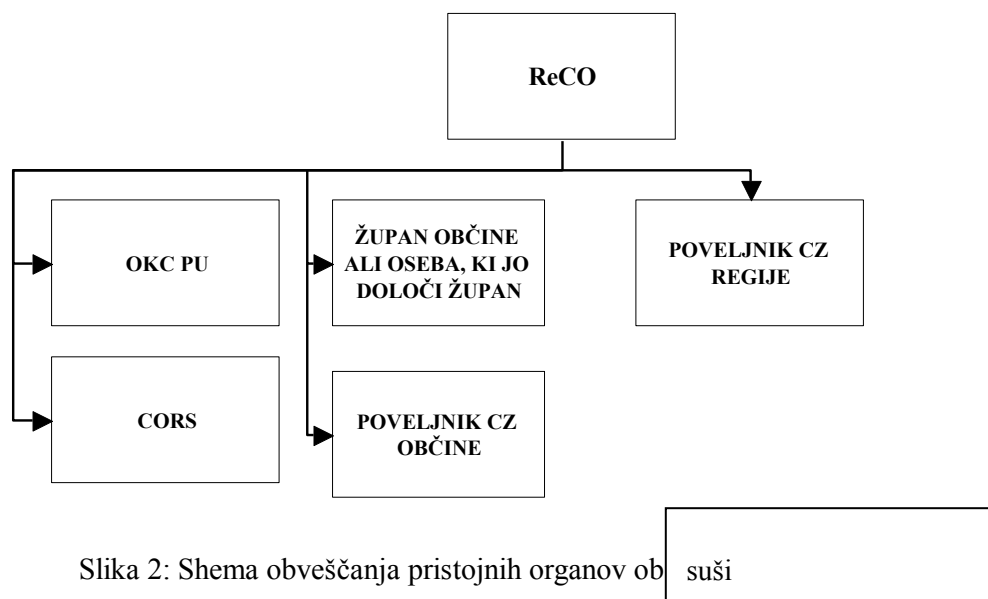 ReCO
OKC PU
ŽUPAN OBČINE
ALI OSEBA, KI JO
DOLOČI ŽUPAN
POVELJNIK CZ
REGIJE
CORS
POVELJNIK CZ
OBČINE
Slika 2: Shema obveščanja pristojnih organov ob suši